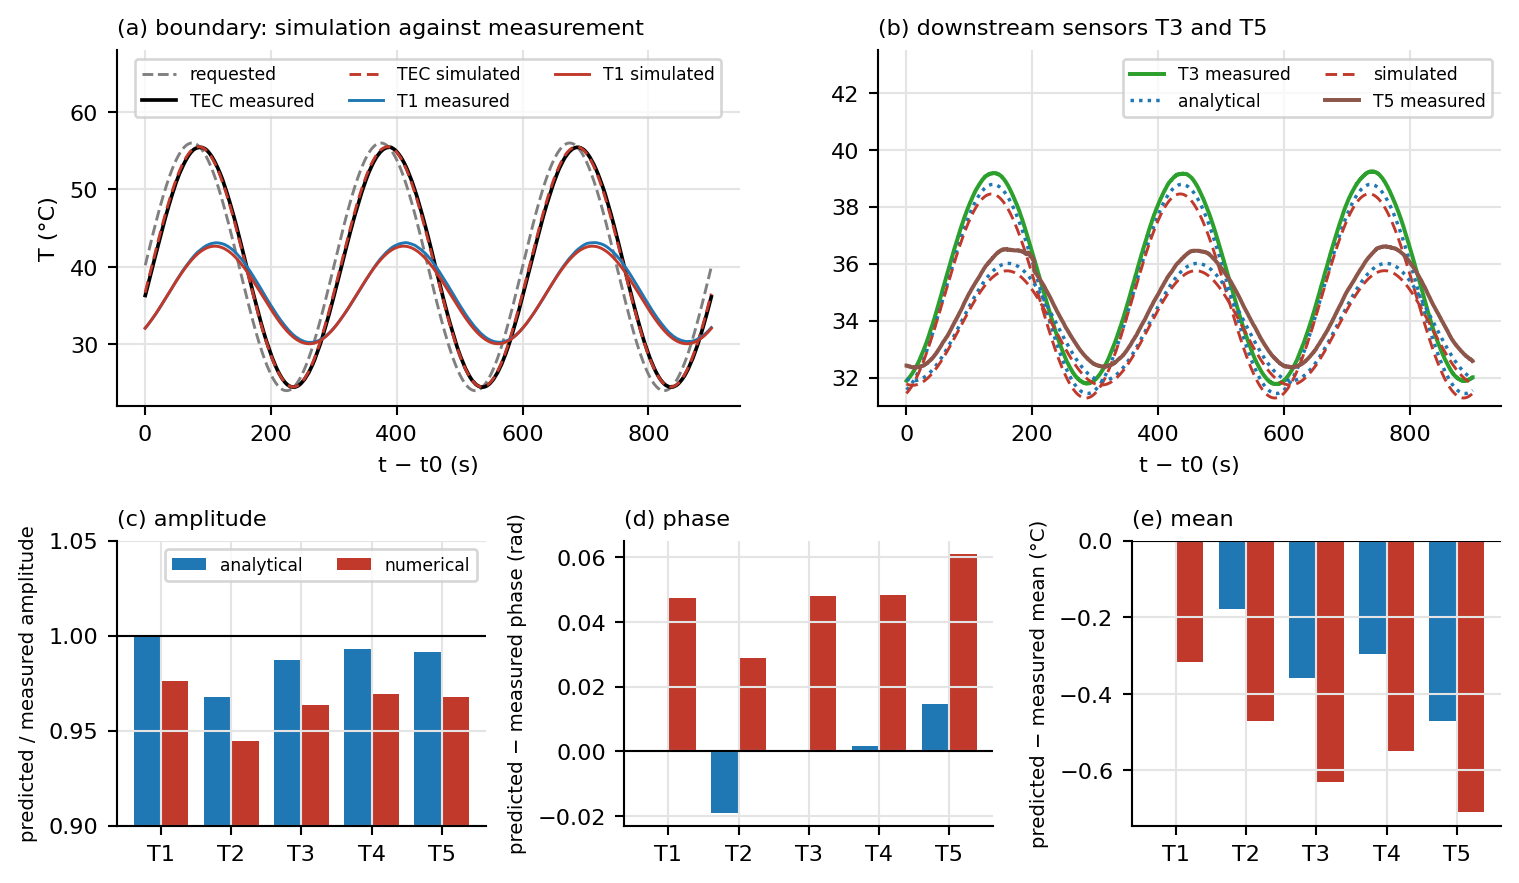 (a) boundary: simulation against measurement
requested
TEC measured
TEC simulated
T1 measured
T1 simulated
T (°C)
60
50
40
30
0
200
400
600
800
t − t0 (s)
(b) downstream sensors T3 and T5
T3 measured
analytical
simulated
T5 measured
42
40
38
36
34
32
0
200
400
600
800
t − t0 (s)
(c) amplitude
predicted / measured amplitude
analytical
numerical
1.05
1.00
0.95
0.90
T1
T2
T3
T4
T5
(d) phase
predicted − measured phase (rad)
0.06
0.04
0.02
0.00
−0.02
T1
T2
T3
T4
T5
(e) mean
predicted − measured mean (°C)
0.0
−0.2
−0.4
−0.6
T1
T2
T3
T4
T5